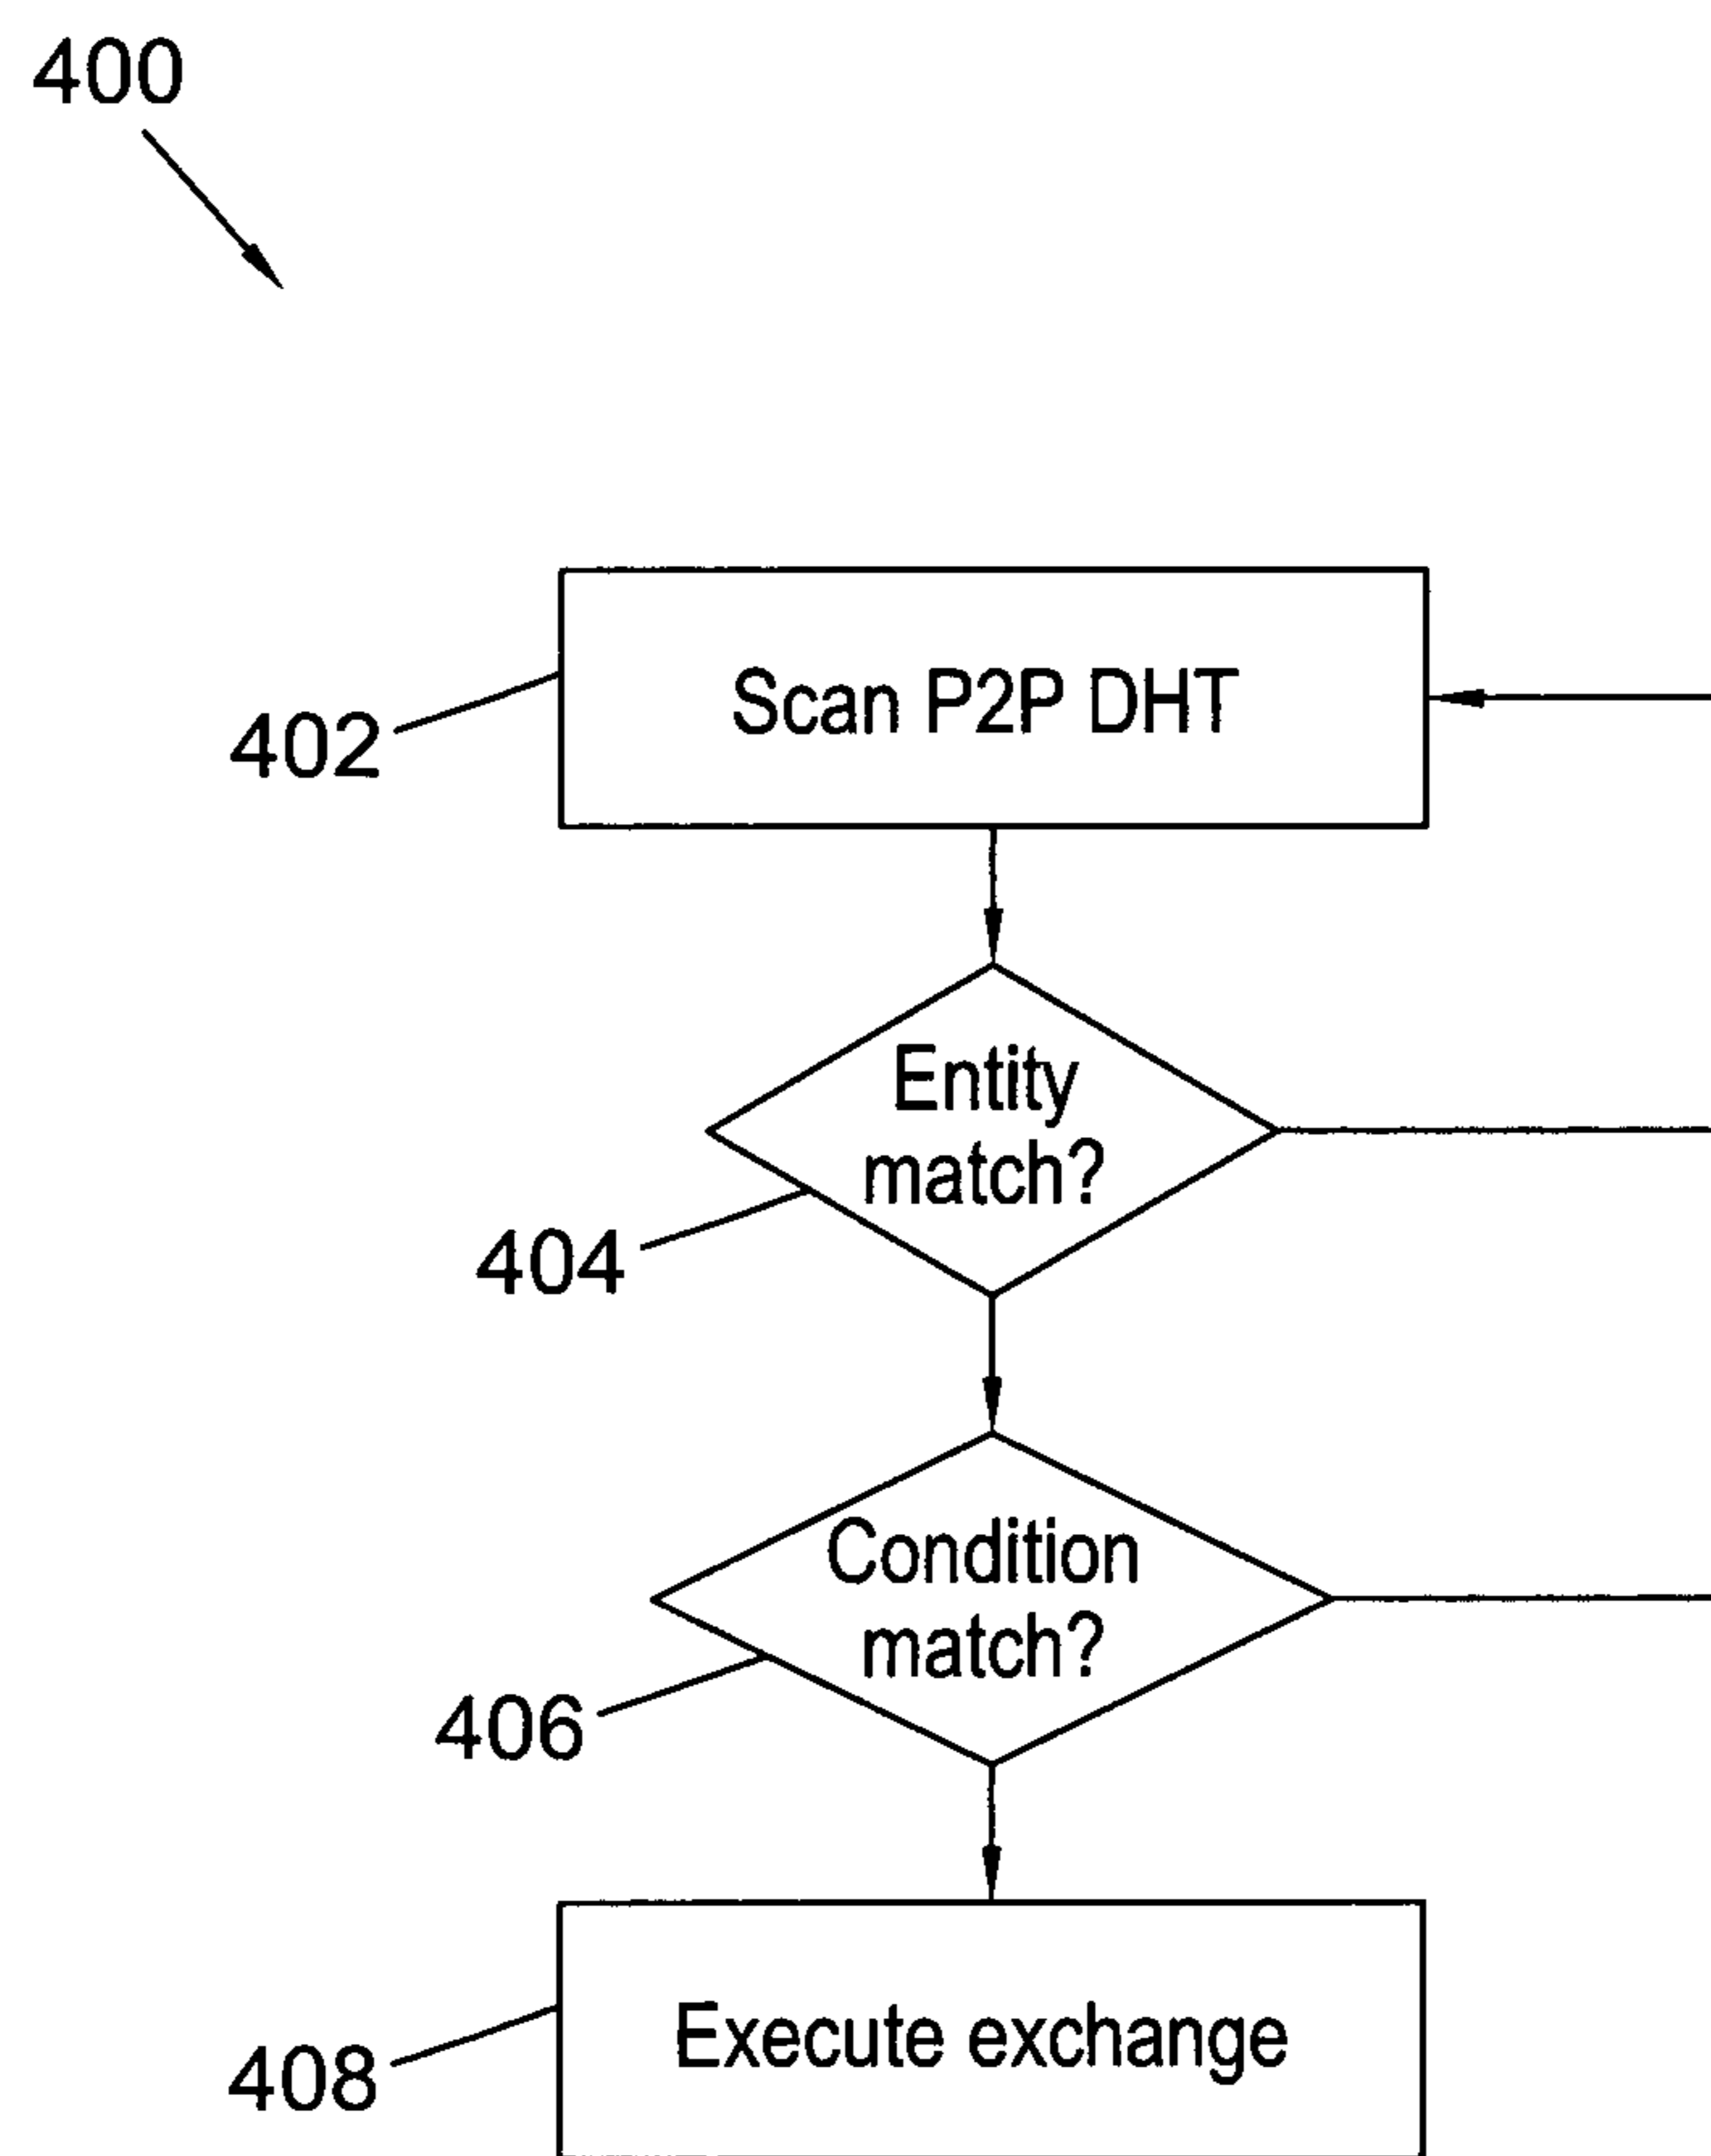 400
Scan P2P DHT
402
Entity
match?
404
Condition
match?
406
Execute exchange
408